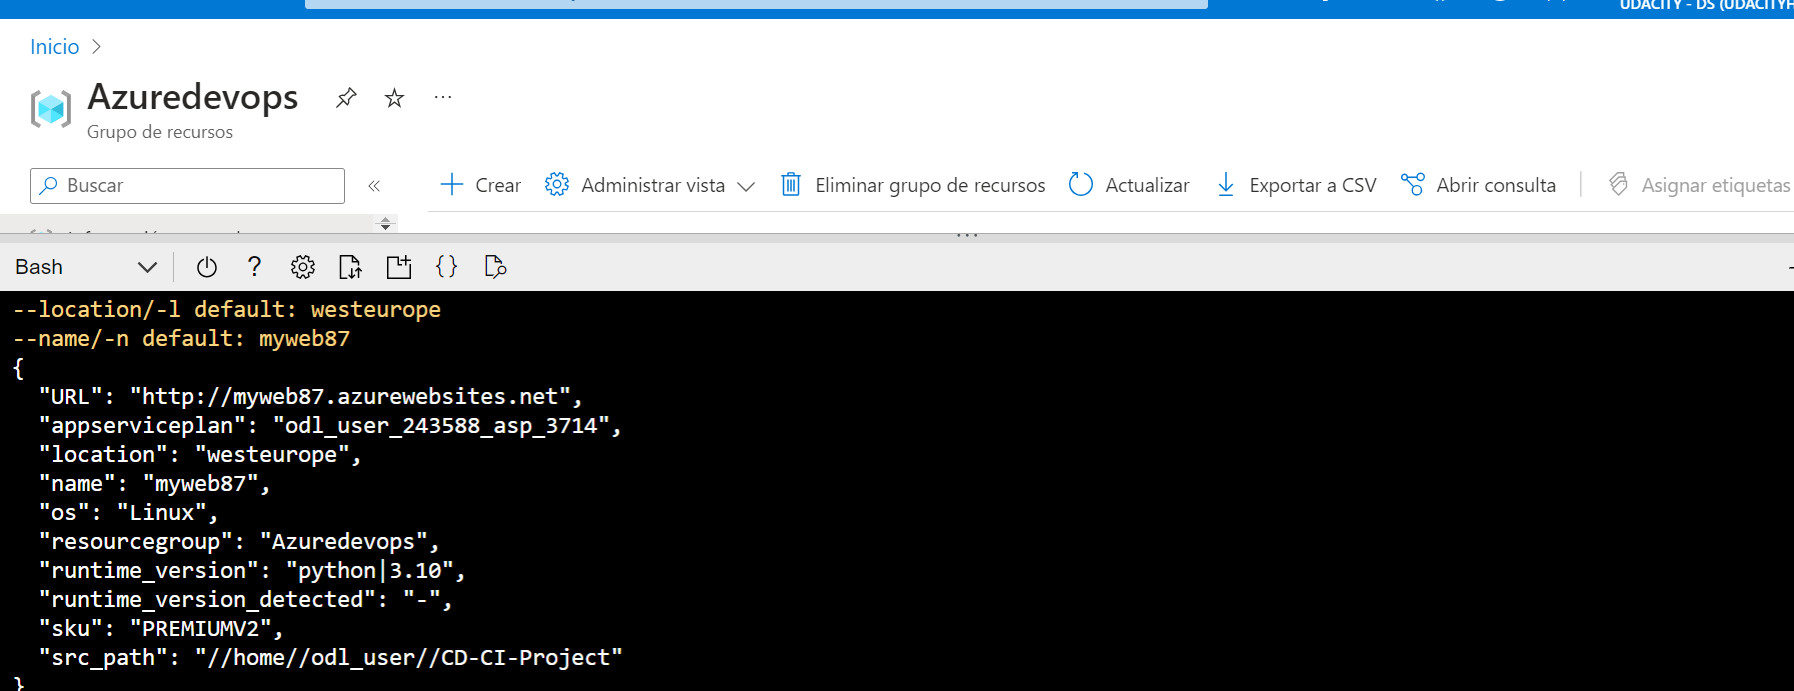 UDACITY - DS (UDACITYH
Inicio
Azuredevops
Grupo de recursos
Buscar
Crear
Administrar vista
Eliminar grupo de recursos
Actualizar
Exportar a CSV
Abrir consulta
Asignar etiquetas
Bash
--location/-l default: westeurope
--name/-n default: myweb87
{
"URL": "http://myweb87.azurewebsites.net",
"appserviceplan": "odl_user_243588_asp_3714",
"location": "westeurope",
"name": "myweb87",
"os": "Linux",
"resourcegroup": "Azuredevops",
"runtime_version": "python|3.10",
"runtime_version_detected": "-",
"sku": "PREMIUMV2",
"src_path": "//home//odl_user//CD-CI-Project"
}